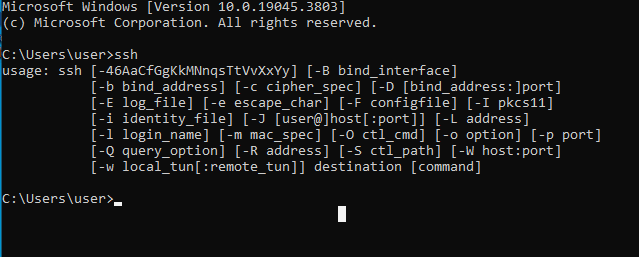 Microsoft Windows [Version 10.0.19045.3803]
(c) Microsoft Corporation. All rights reserved.
C:\Users\user>ssh
usage: ssh [-46AaCfGgKkMNnqsTtVvXxYy] [-B bind_interface]
           [-b bind_address] [-c cipher_spec] [-D [bind_address:]port]
           [-E log_file] [-e escape_char] [-F configfile] [-I pkcs11]
           [-i identity_file] [-J [user@]host[:port]] [-L address]
           [-l login_name] [-m mac_spec] [-O ctl_cmd] [-o option] [-p port]
           [-Q query_option] [-R address] [-S ctl_path] [-W host:port]
           [-w local_tun[:remote_tun]] destination [command]
C:\Users\user>